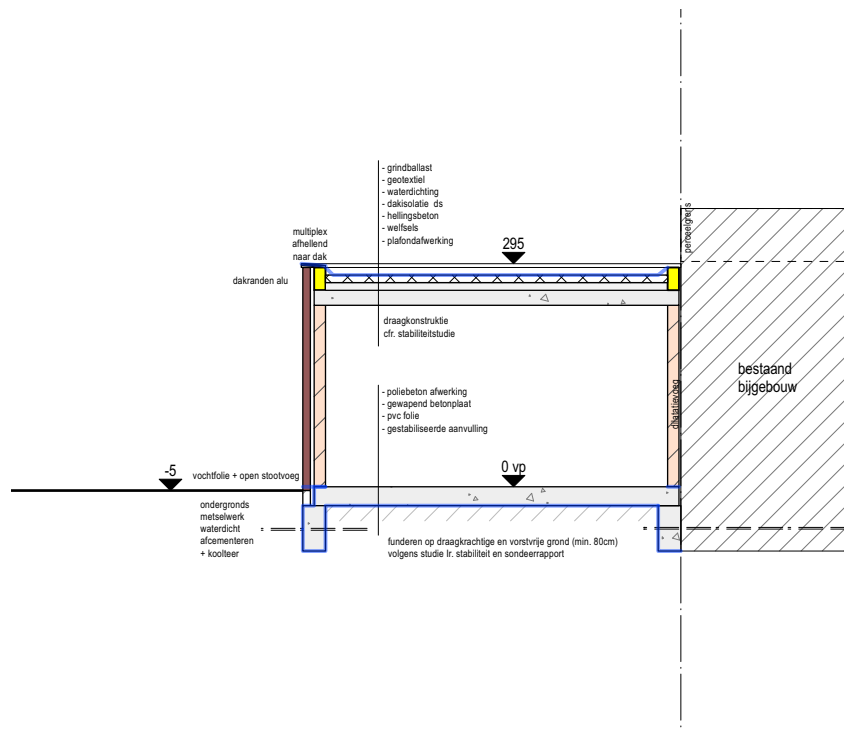 - grindballast
- geotextiel
- waterdichting
- dakisolatie ds
- hellingsbeton
- welfsels
- plafondafwerking
perceelgrens
multiplex
afhellend
naar dak
295
dakranden alu
draagkonstruktie
cfr. stabiliteitstudie
bestaand
bijgebouw
dilatatievoeg
- poliebeton afwerking
- gewapend betonplaat
- pvc folie
- gestabiliseerde aanvulling
-5
vochtfolie + open stootvoeg
0 vp
ondergronds
metselwerk
waterdicht
afcementeren
+ koolteer
funderen op draagkrachtige en vorstvrije grond (min. 80cm)
volgens studie Ir. stabiliteit en sondeerrapport